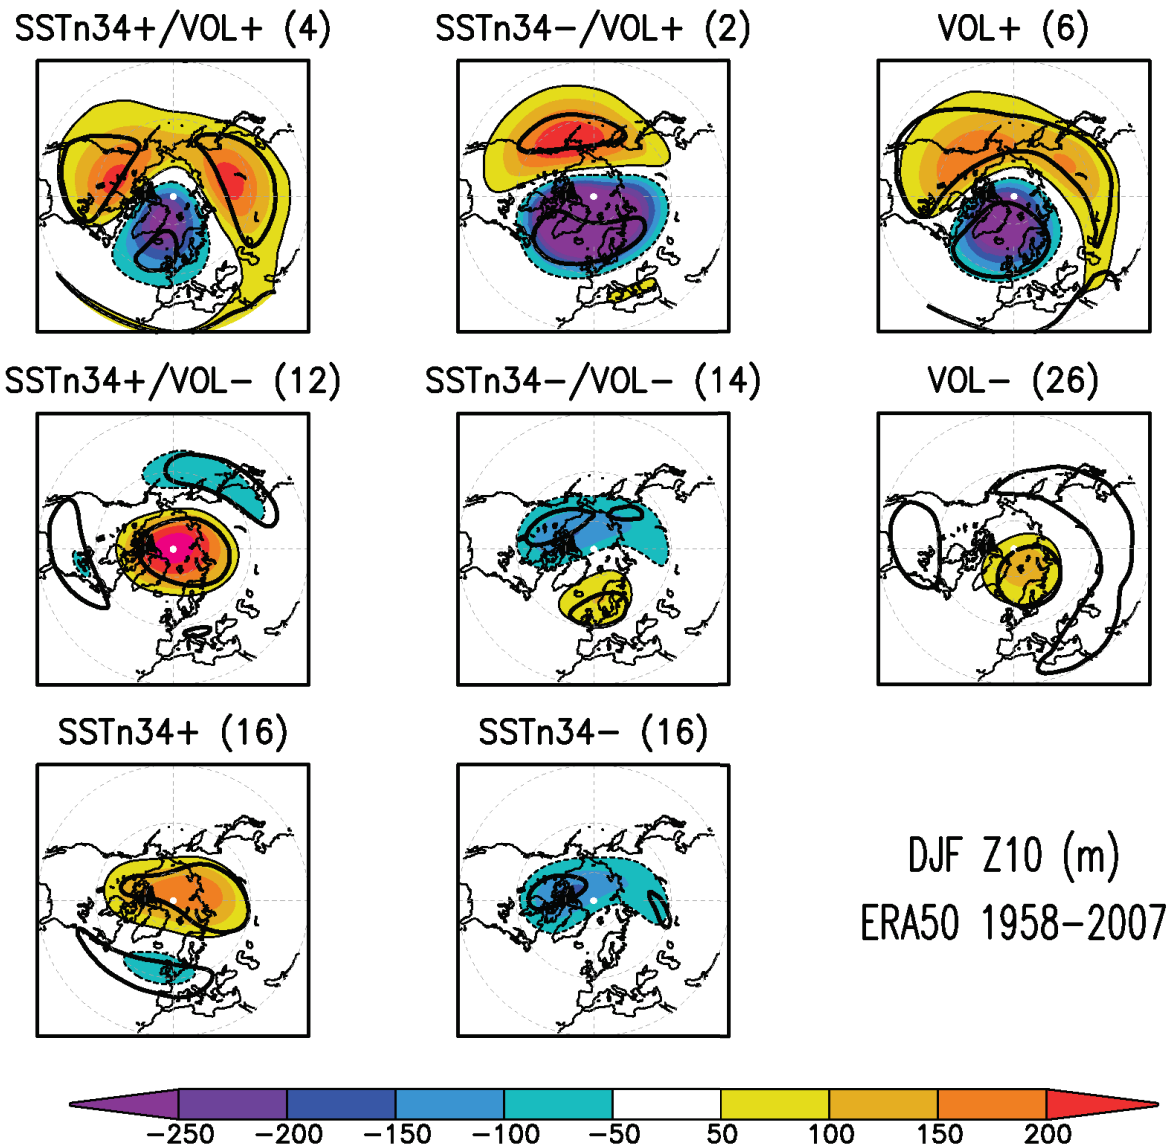 SSTn34+/VOL+ (4)
SSTn34−/VOL+ (2)
VOL+ (6)
SSTn34+/VOL− (12)
SSTn34−/VOL− (14)
VOL− (26)
SSTn34+ (16)
SSTn34− (16)
DJF Z10 (m)
ERA50 1958−2007
−250 −200 −150 −100 −50 50 100 150 200